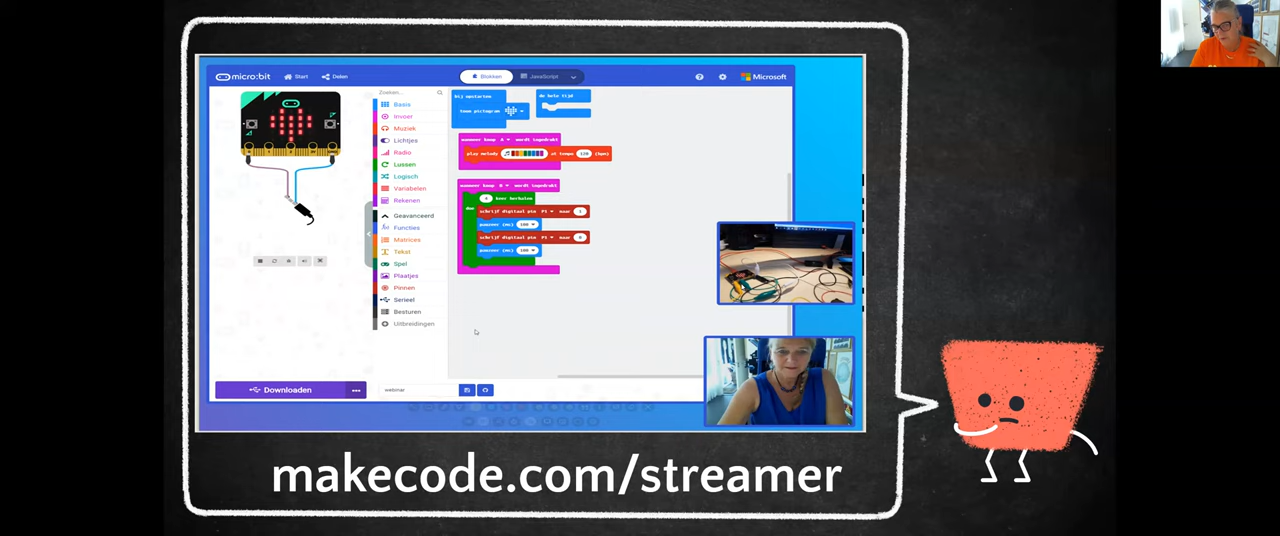 micro:bit
Start
Delen
Blokken
JavaScript
Microsoft
Zoeken...
Basis
Invoer
Muziek
Lichtjes
Radio
Lussen
Logisch
Variabelen
Rekenen
Geavanceerd
Functies
Matrices
Tekst
Spel
Plaatjes
Pinnen
Serieel
Besturen
Uitbreidingen
bij opstarten
toon pictogram
de hele tijd
wanneer knop A wordt ingedrukt
play melody at tempo 120 (bpm)
wanneer knop B wordt ingedrukt
4 keer herhalen
doe
schrijf digitaal pin P1 naar 1
pauzeer (ms) 100
schrijf digitaal pin P1 naar 0
pauzeer (ms) 100
Downloaden
webinar
makecode.com/streamer